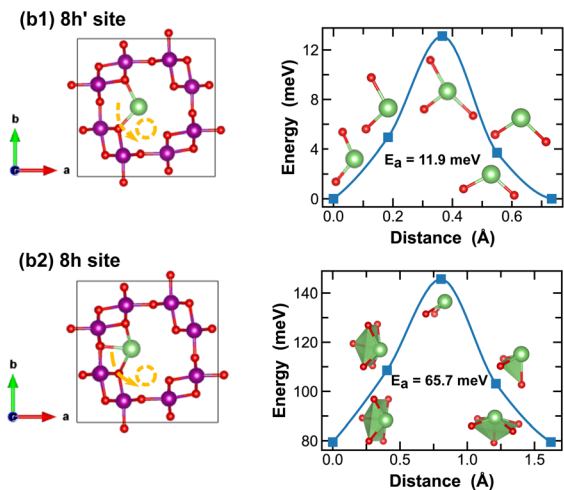 (b1) 8h' site
b
a
Energy (meV)
12
8
4
0
E_a = 11.9 meV
0.0 0.2 0.4 0.6
Distance (Å)
(b2) 8h site
b
a
Energy (meV)
140
120
100
80
E_a = 65.7 meV
0.0 0.5 1.0 1.5
Distance (Å)